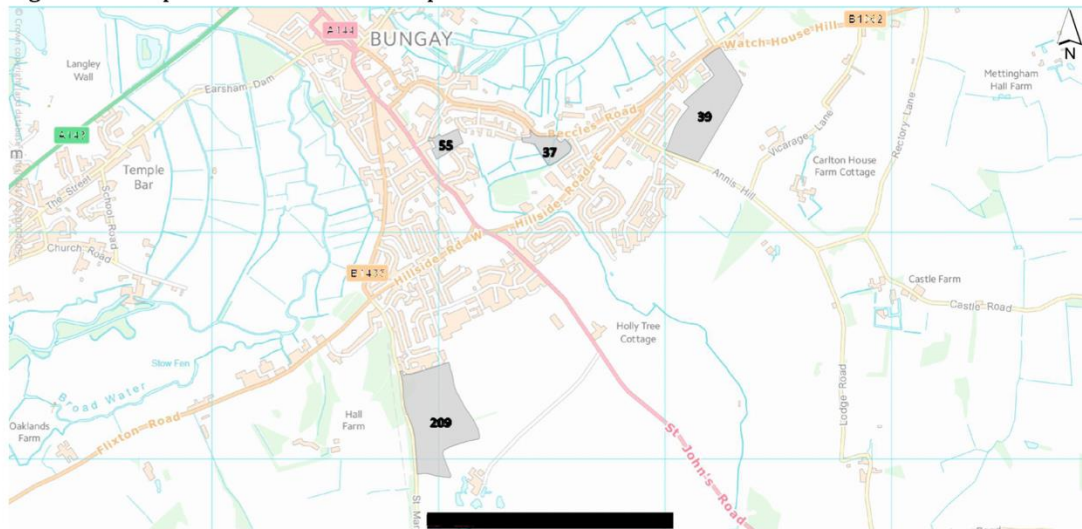 B1062
Watch House Hill
A144
BUNGAY
N
Langley
Wall
Earsham Dam
Mettingham
Hall Farm
39
Beccles Road
55
37
Rectory Lane
Vicarage Lane
Temple
Bar
The Street
School Road
Carlton House
Farm Cottage
Annis Hill
Hillside Road E
Church Road
Hillside Rd W
Castle Farm
Castle Road
Holly Tree
Cottage
Stow Fen
Broad Water
Lodge Road
209
Hall
Farm
Oaklands
Farm
Flixton Road
St John's Road
St Mar